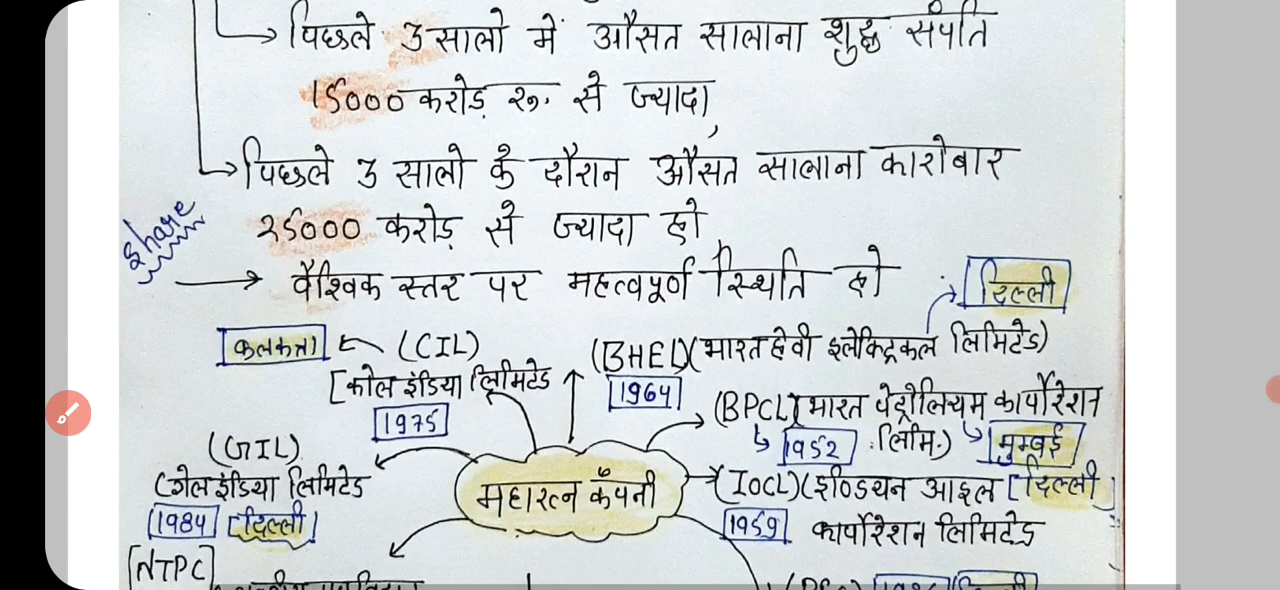 पिछले 3 सालो में औसत सालाना शुद्ध संपति
15000 करोड़ रु. से ज्यादा,
पिछले 3 सालो के दौरान औसत सालाना कारोबार
25000 करोड़ से ज्यादा हो,
share
वैश्विक स्तर पर महत्वपूर्ण स्थिति हो
दिल्ली
कलकत्ता (CIL)
[कोल इंडिया लिमिटेड
1975
(BHEL)(भारत हेवी इलेक्ट्रिकल लिमिटेड)
1964
(BPCL)(भारत पेट्रोलियम कार्पोरेशन
1952 लिमि.) मुम्बई
(GIL)
(गेल इंडिया लिमिटेड
1984 [दिल्ली]
महारत्न कंपनी
(IOCL)(इण्डियन आइल [दिल्ली]
1959 कार्पोरेशन लिमिटेड
[NTPC]